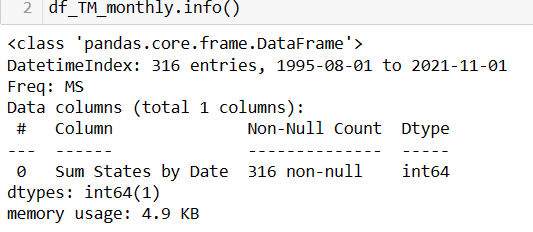 2 df_TM_monthly.info()
<class 'pandas.core.frame.DataFrame'>
DatetimeIndex: 316 entries, 1995-08-01 to 2021-11-01
Freq: MS
Data columns (total 1 columns):
 #   Column              Non-Null Count  Dtype
---  ------              --------------  -----
 0   Sum States by Date  316 non-null    int64
dtypes: int64(1)
memory usage: 4.9 KB